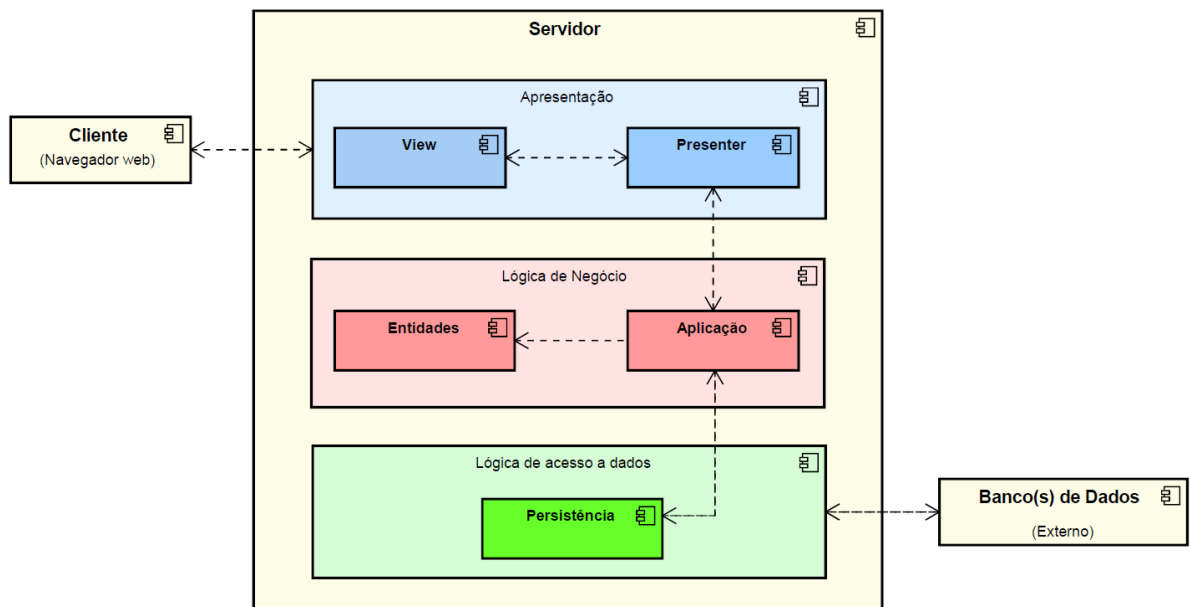 Servidor
Apresentação
Cliente
(Navegador web)
View
Presenter
Lógica de Negócio
Entidades
Aplicação
Lógica de acesso a dados
Persistência
Banco(s) de Dados
(Externo)